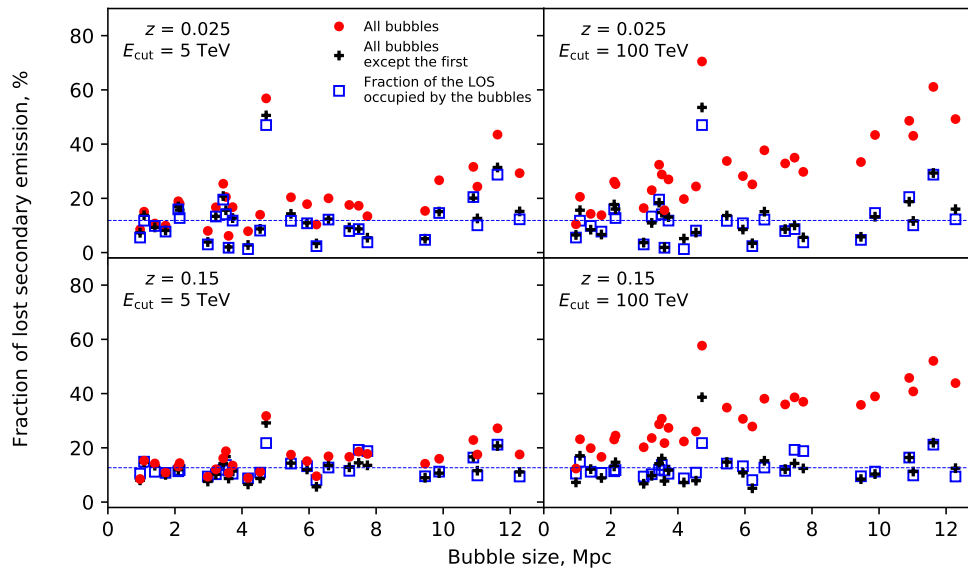 80
60
40
20
0
z = 0.025
E_cut = 5 TeV
All bubbles
All bubbles
except the first
Fraction of the LOS
occupied by the bubbles
z = 0.025
E_cut = 100 TeV
80
60
40
20
0
z = 0.15
E_cut = 5 TeV
z = 0.15
E_cut = 100 TeV
0 2 4 6 8 10 12 2 4 6 8 10 12
Bubble size, Mpc
Fraction of lost secondary emission, %